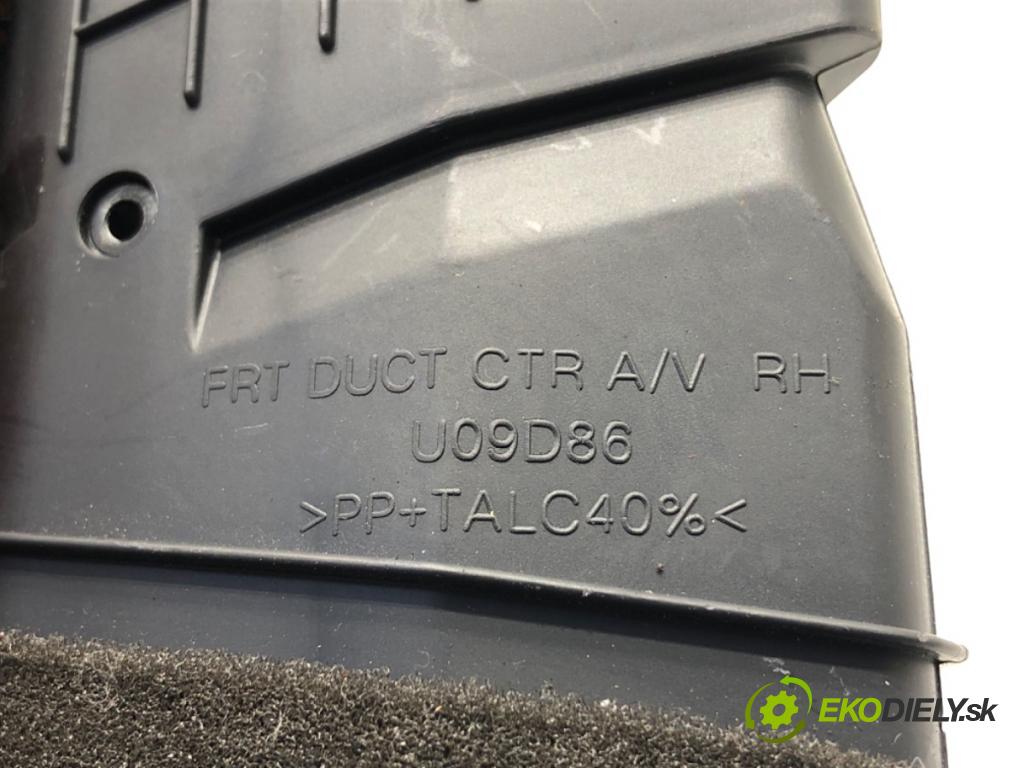 FRT DUCT CTR A/V RH
U09D86
>PP+TALC40%<
EKODIELY.sk